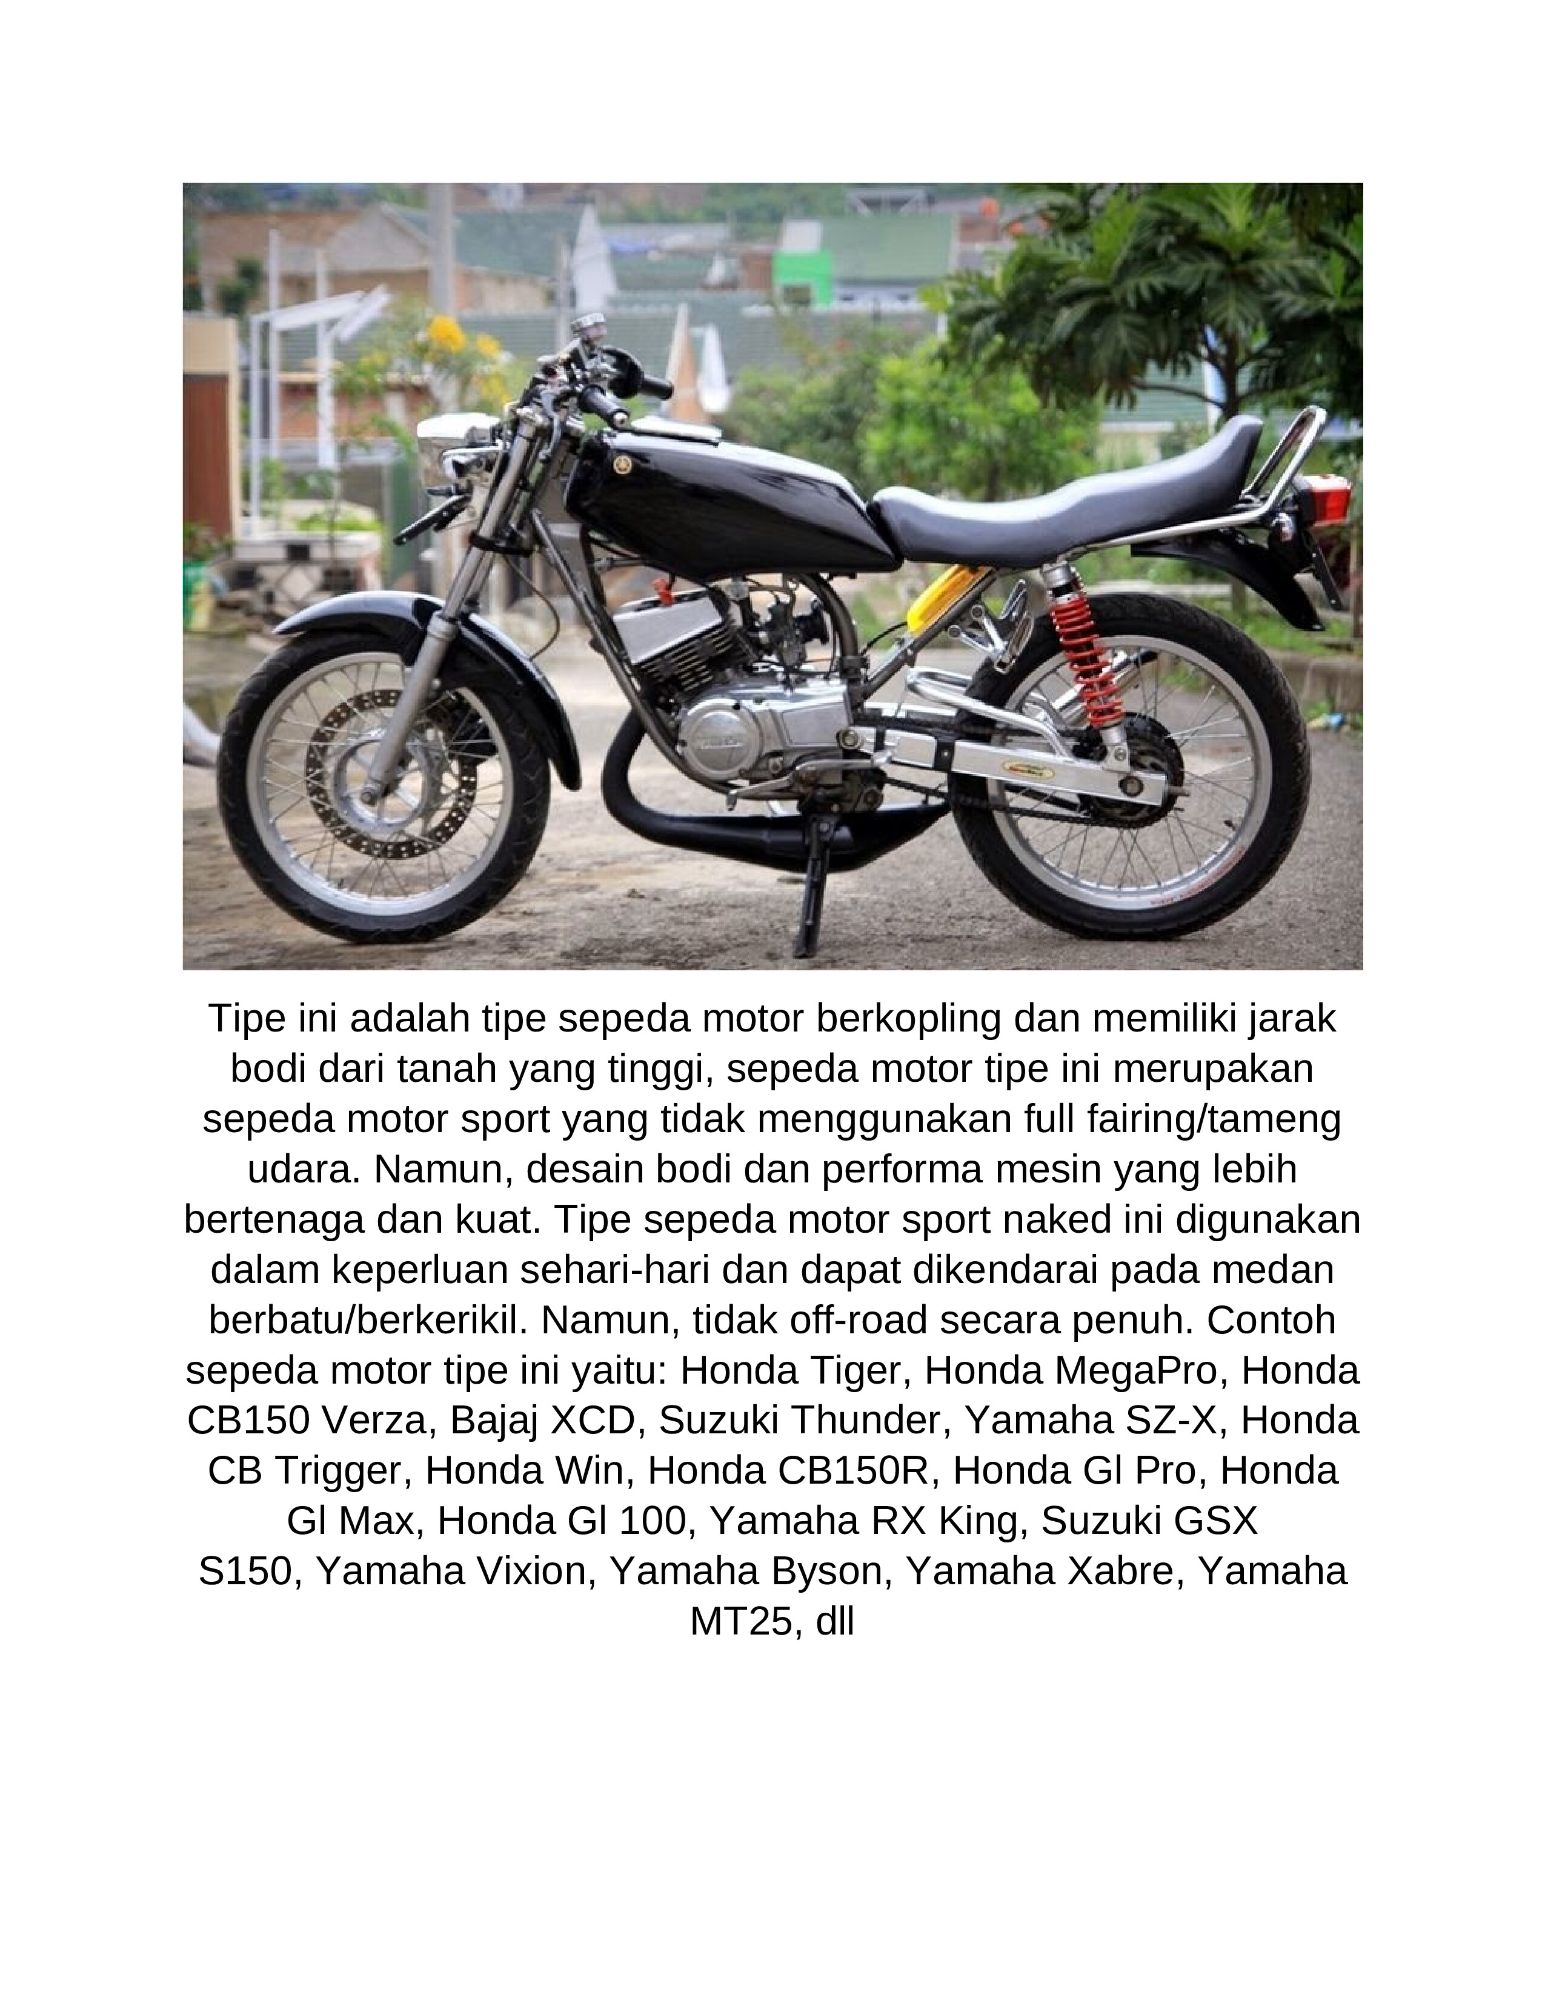 Tipe ini adalah tipe sepeda motor berkopling dan memiliki jarak
bodi dari tanah yang tinggi, sepeda motor tipe ini merupakan
sepeda motor sport yang tidak menggunakan full fairing/tameng
udara. Namun, desain bodi dan performa mesin yang lebih
bertenaga dan kuat. Tipe sepeda motor sport naked ini digunakan
dalam keperluan sehari-hari dan dapat dikendarai pada medan
berbatu/berkerikil. Namun, tidak off-road secara penuh. Contoh
sepeda motor tipe ini yaitu: Honda Tiger, Honda MegaPro, Honda
CB150 Verza, Bajaj XCD, Suzuki Thunder, Yamaha SZ-X, Honda
CB Trigger, Honda Win, Honda CB150R, Honda Gl Pro, Honda
Gl Max, Honda Gl 100, Yamaha RX King, Suzuki GSX
S150, Yamaha Vixion, Yamaha Byson, Yamaha Xabre, Yamaha
MT25, dll